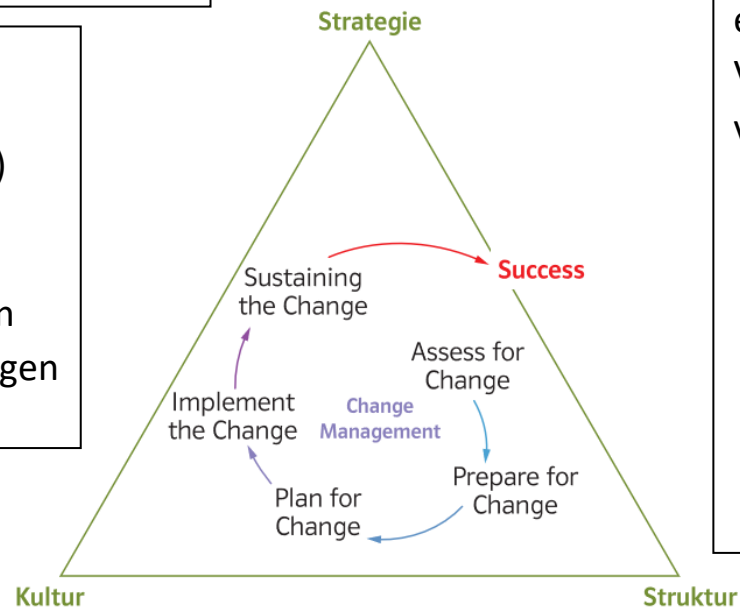 Strategie
)
n
gen
Success
Sustaining
the Change
Assess for
Change
Implement
the Change
Change
Management
Prepare for
Change
Plan for
Change
Kultur
Struktur